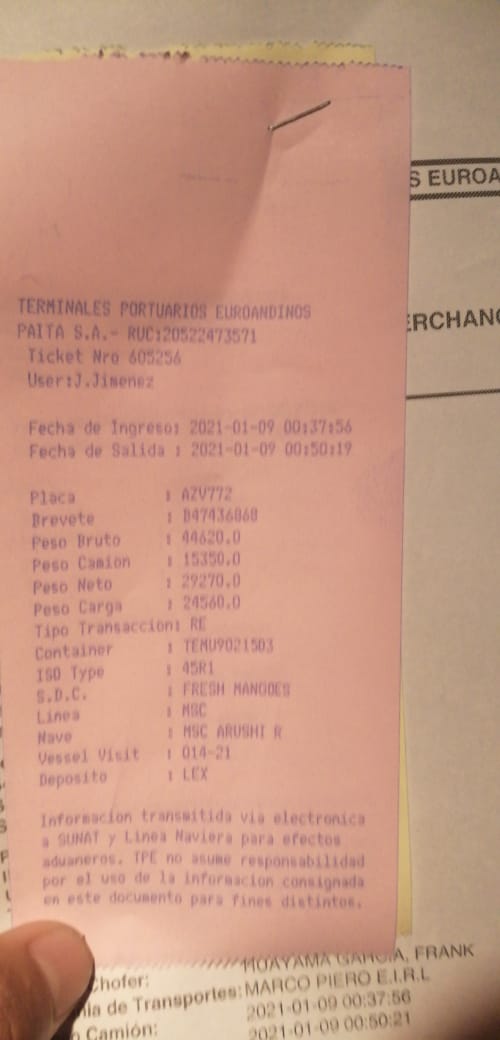 S EUROA
ERCHANG
TERMINALES PORTUARIOS EUROANDINOS
PAITA S.A.- RUC:20522473571
Ticket Nro 605256
User:J.Jimenez
Fecha de Ingreso: 2021-01-09 00:37:56
Fecha de Salida : 2021-01-09 00:50:19
Placa : AZV772
Brevete : B47436868
Peso Bruto : 44620.0
Peso Camion : 15350.0
Peso Neto : 29270.0
Peso Carga : 24560.0
Tipo Transaccion: RE
Container : TEMU9021503
ISO Type : 45R1
S.D.C. : FRESH MANGOES
Linea : MSC
Nave : MSC ARUSHI R
Vessel Visit : 014-21
Deposito : LEX
Informacion transmitida via electronica
a SUNAT y Linea Naviera para efectos
aduaneros. TPE no asume responsabilidad
por el uso de la informacion consignada
en este documento para fines distintos.
hofer: HUAYAMA GARCIA, FRANK
ia de Transportes: MARCO PIERO E.I.R.L
2021-01-09 00:37:56
o Camión: 2021-01-09 00:50:21